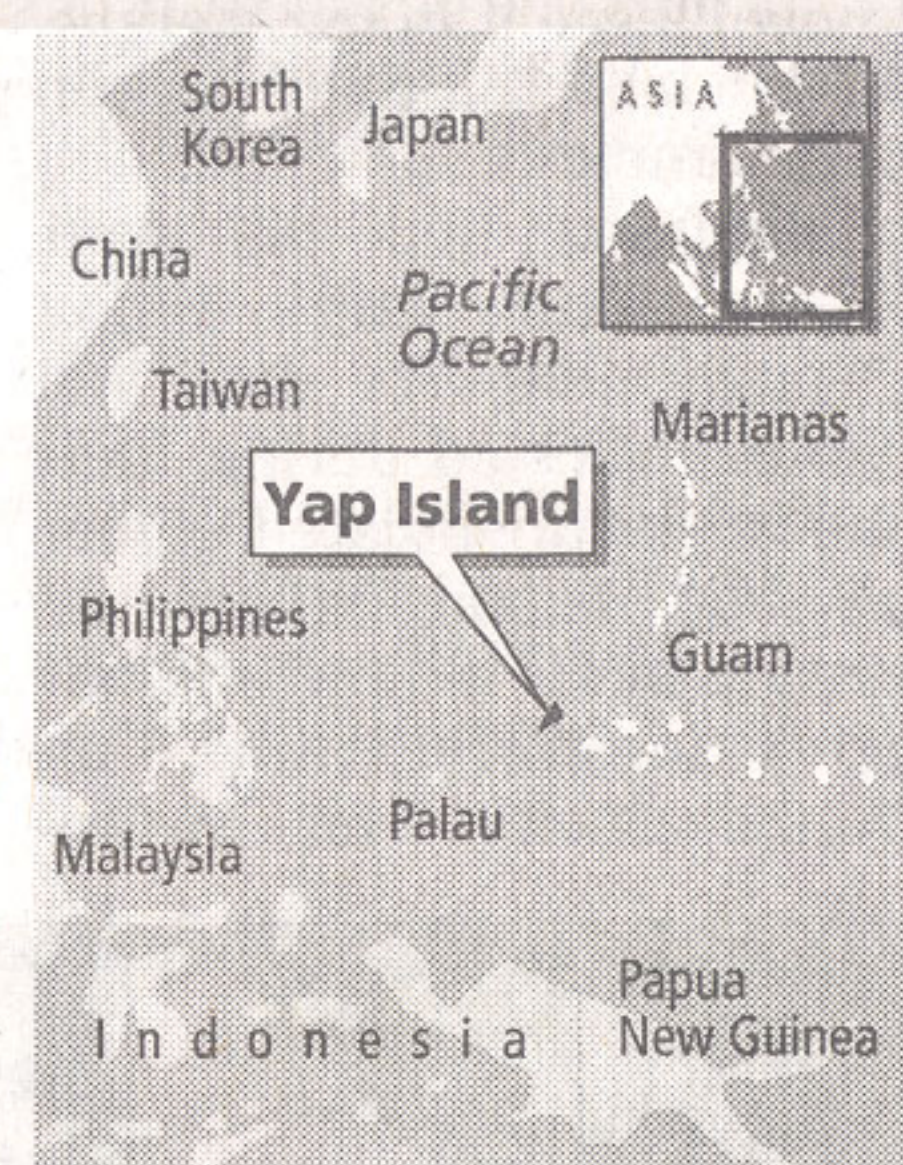 South
Korea
Japan
ASIA
China
Pacific
Ocean
Taiwan
Marianas
Yap Island
Philippines
Guam
Palau
Malaysia
Papua
New Guinea
Indonesia